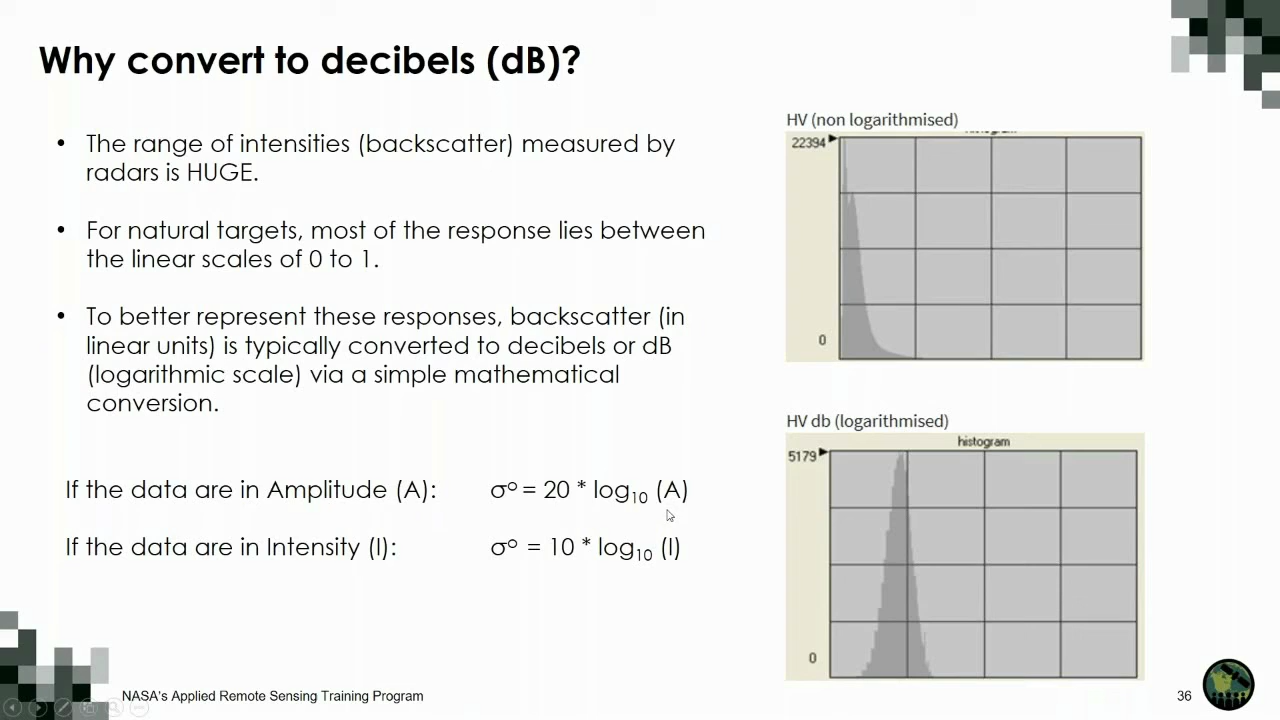 Why convert to decibels (dB)?
• The range of intensities (backscatter) measured by
radars is HUGE.
• For natural targets, most of the response lies between
the linear scales of 0 to 1.
• To better represent these responses, backscatter (in
linear units) is typically converted to decibels or dB
(logarithmic scale) via a simple mathematical
conversion.
If the data are in Amplitude (A): σ° = 20 * log₁₀ (A)
If the data are in Intensity (I): σ° = 10 * log₁₀ (I)
HV (non logarithmised)
histogram
22394
0
HV db (logarithmised)
histogram
5179
0
NASA's Applied Remote Sensing Training Program
36